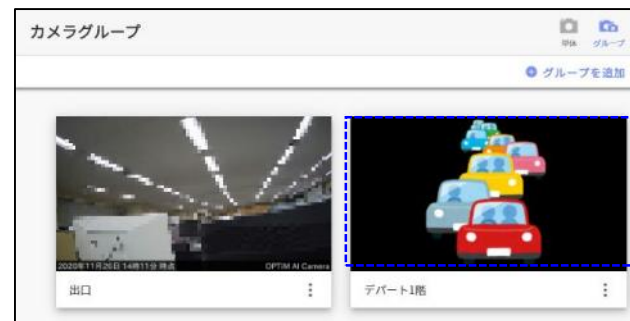 カメラグループ
単体
グループ
グループを追加
2020年11月26日 14時11分 時点
OPTiM AI Camera
出口
デパート1階